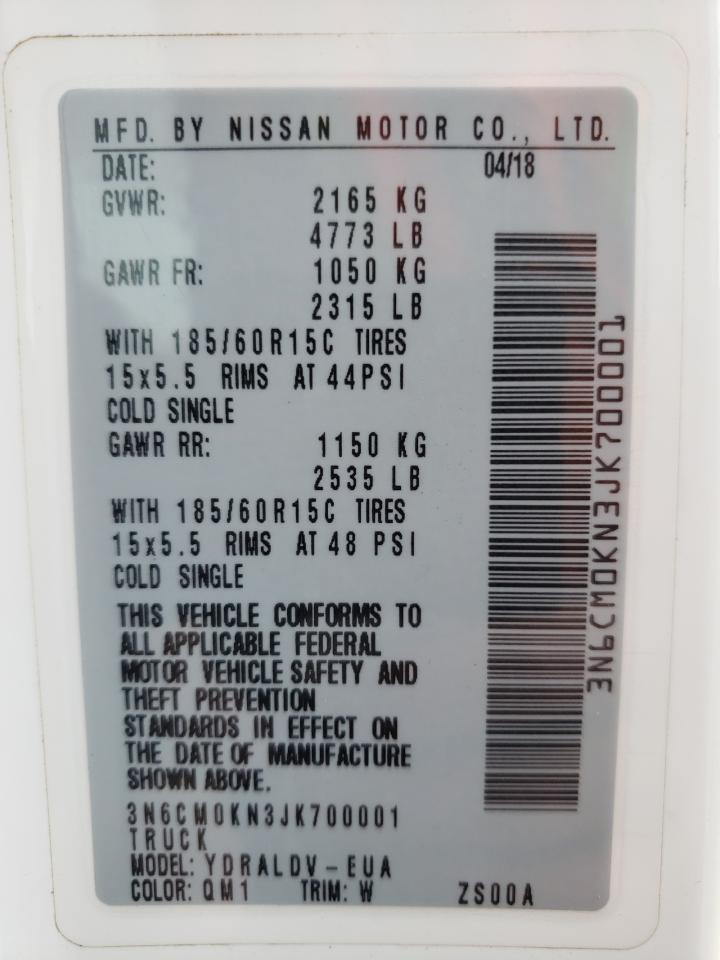 MFD. BY NISSAN MOTOR CO., LTD.
DATE: 04/18
GVWR: 2165 KG
4773 LB
GAWR FR: 1050 KG
2315 LB
WITH 185/60R15C TIRES
15x5.5 RIMS AT 44PSI
COLD SINGLE
GAWR RR: 1150 KG
2535 LB
WITH 185/60R15C TIRES
15x5.5 RIMS AT 48 PSI
COLD SINGLE
THIS VEHICLE CONFORMS TO
ALL APPLICABLE FEDERAL
MOTOR VEHICLE SAFETY AND
THEFT PREVENTION
STANDARDS IN EFFECT ON
THE DATE OF MANUFACTURE
SHOWN ABOVE.
3N6CM0KN3JK700001
TRUCK
MODEL: YDRALDV-EUA
COLOR: QM1 TRIM: W ZS00A
3N6CM0KN3JK700001